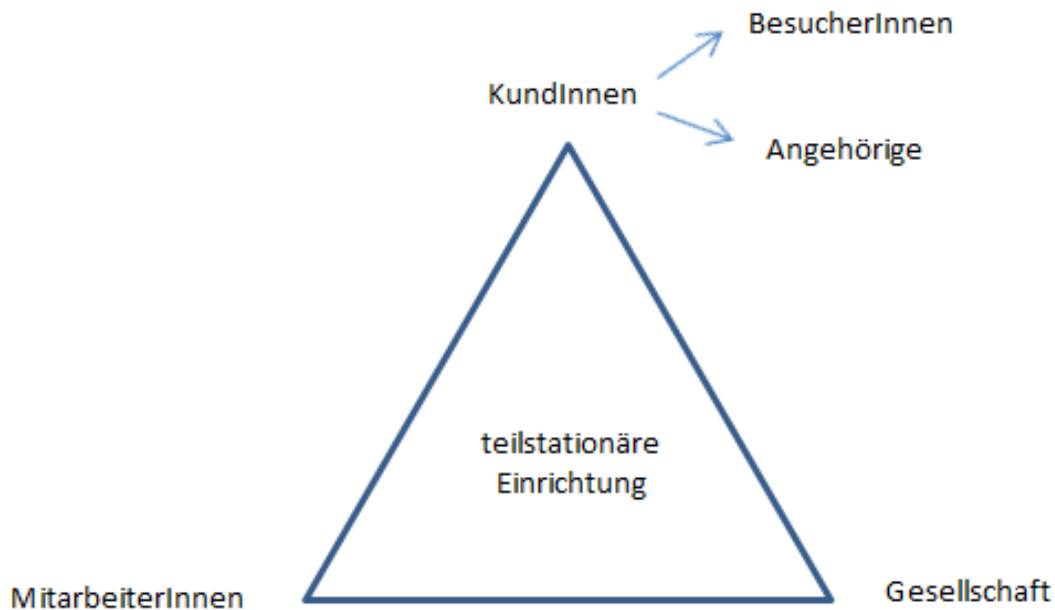 BesucherInnen
KundInnen
Angehörige
teilstationäre
Einrichtung
MitarbeiterInnen
Gesellschaft